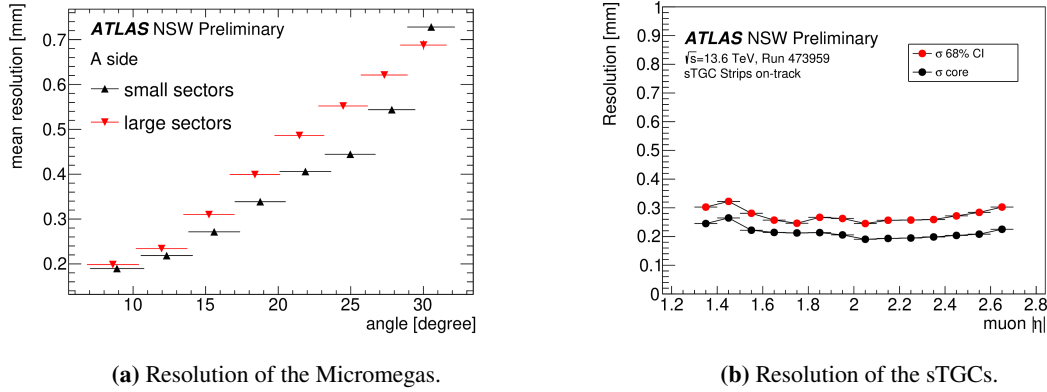 ATLAS NSW Preliminary
A side
small sectors
large sectors
mean resolution [mm]
0.7
0.6
0.5
0.4
0.3
0.2
10 15 20 25 30
angle [degree]
(a) Resolution of the Micromegas.
ATLAS NSW Preliminary
√s=13.6 TeV, Run 473959
sTGC Strips on-track
σ 68% CI
σ core
Resolution [mm]
1
0.9
0.8
0.7
0.6
0.5
0.4
0.3
0.2
0.1
0
1.2 1.4 1.6 1.8 2 2.2 2.4 2.6 2.8
muon |η|
(b) Resolution of the sTGCs.